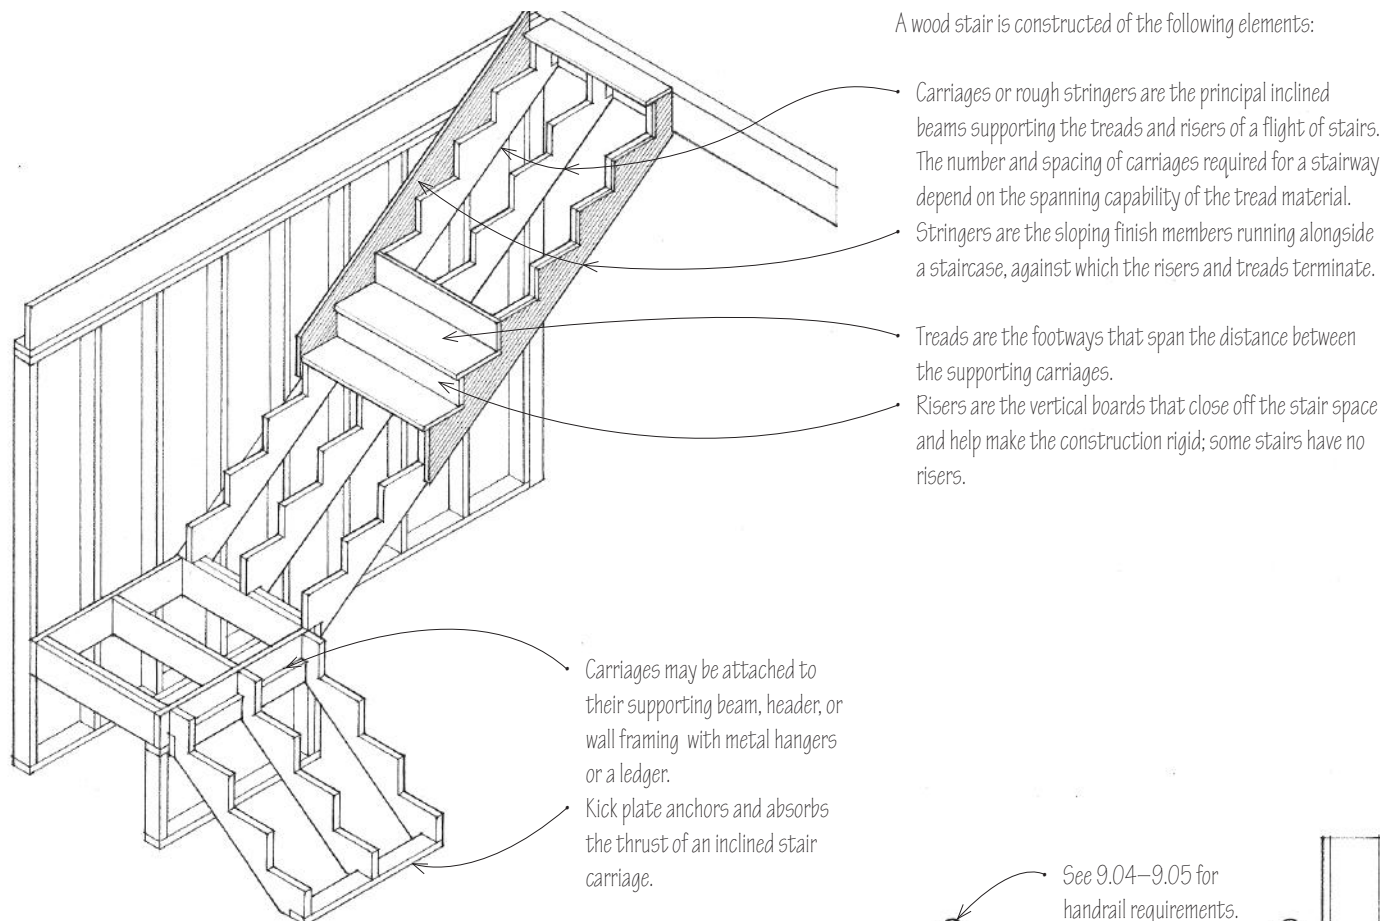 A wood stair is constructed of the following elements:
• Carriages or rough stringers are the principal inclined
beams supporting the treads and risers of a flight of stairs.
The number and spacing of carriages required for a stairway
depend on the spanning capability of the tread material.
• Stringers are the sloping finish members running alongside
a staircase, against which the risers and treads terminate.
• Treads are the footways that span the distance between
the supporting carriages.
• Risers are the vertical boards that close off the stair space
and help make the construction rigid; some stairs have no
risers.
• Carriages may be attached to
their supporting beam, header, or
wall framing with metal hangers
or a ledger.
• Kick plate anchors and absorbs
the thrust of an inclined stair
carriage.
• See 9.04–9.05 for
handrail requirements.